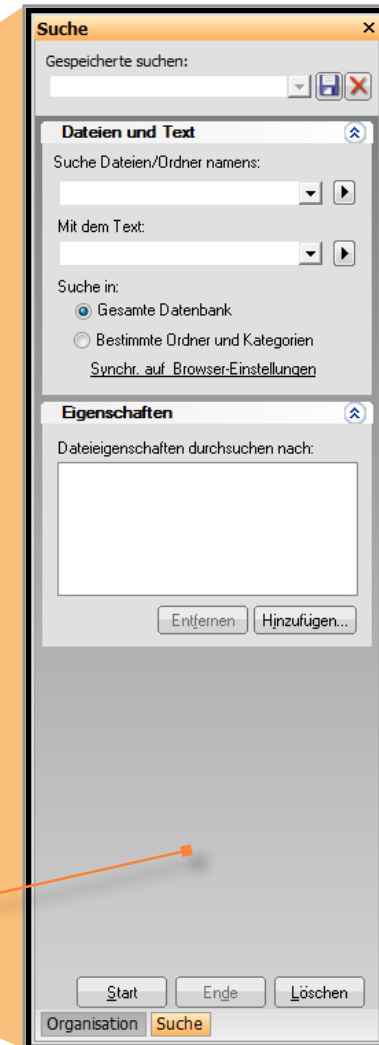 Suche
Gespeicherte suchen:
Dateien und Text
Suche Dateien/Ordner namens:
Mit dem Text:
Suche in:
Gesamte Datenbank
Bestimmte Ordner und Kategorien
Synchr. auf Browser-Einstellungen
Eigenschaften
Dateieigenschaften durchsuchen nach:
Entfernen Hinzufügen...
Start Ende Löschen
Organisation Suche